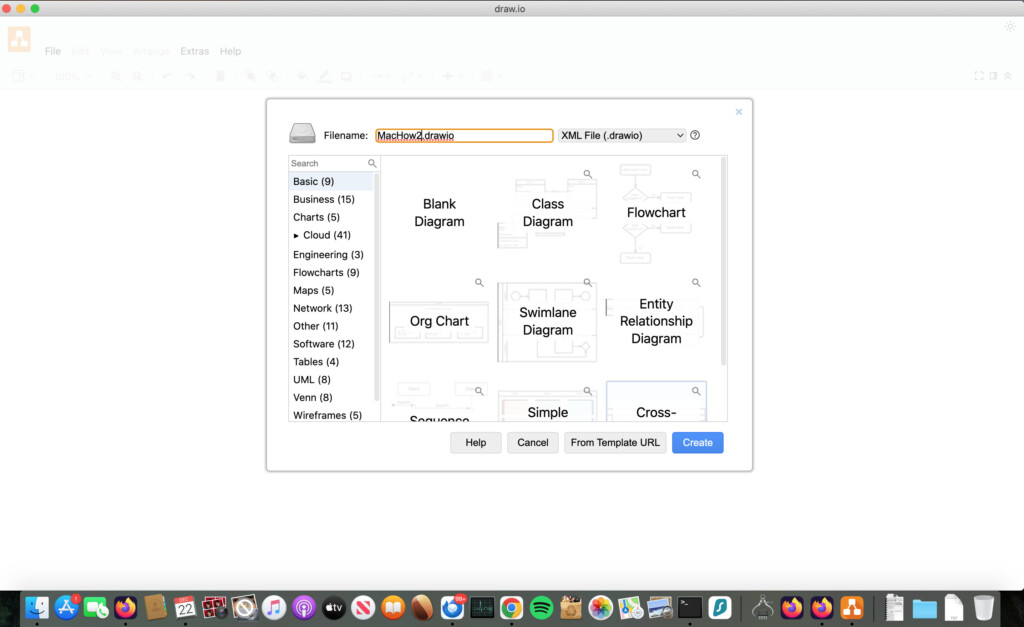 draw.io
File Edit View Arrange Extras Help
100%
Filename: MacHow2.drawio XML File (.drawio)
Search
Basic (9)
Business (15)
Charts (5)
Cloud (41)
Engineering (3)
Flowcharts (9)
Maps (5)
Network (13)
Other (11)
Software (12)
Tables (4)
UML (8)
Venn (8)
Wireframes (5)
Blank
Diagram
Class
Diagram
Flowchart
Org Chart
Swimlane
Diagram
Entity
Relationship
Diagram
Sequence
Simple
Cross-
Help Cancel From Template URL Create
DEC
22
tv